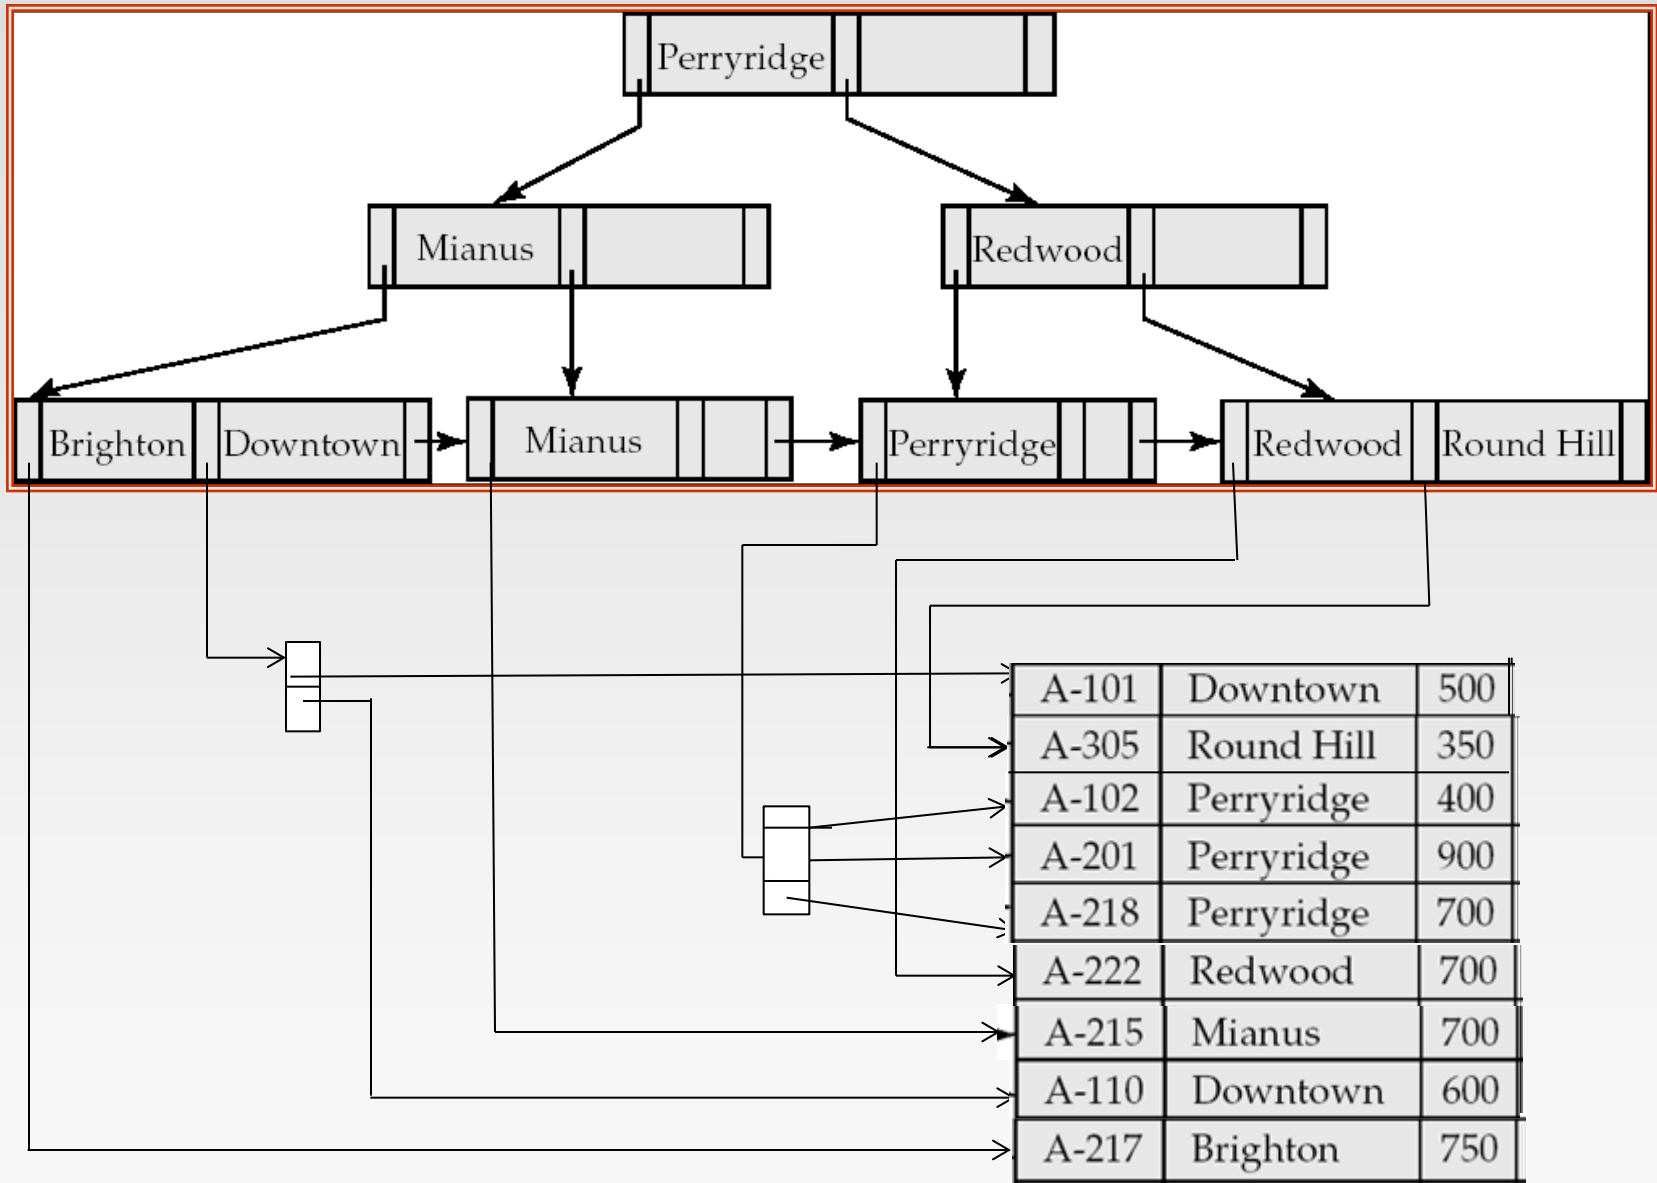 Perryridge
Mianus
Redwood
Brighton Downtown
Mianus
Perryridge
Redwood Round Hill
A-101 Downtown 500
A-305 Round Hill 350
A-102 Perryridge 400
A-201 Perryridge 900
A-218 Perryridge 700
A-222 Redwood 700
A-215 Mianus 700
A-110 Downtown 600
A-217 Brighton 750